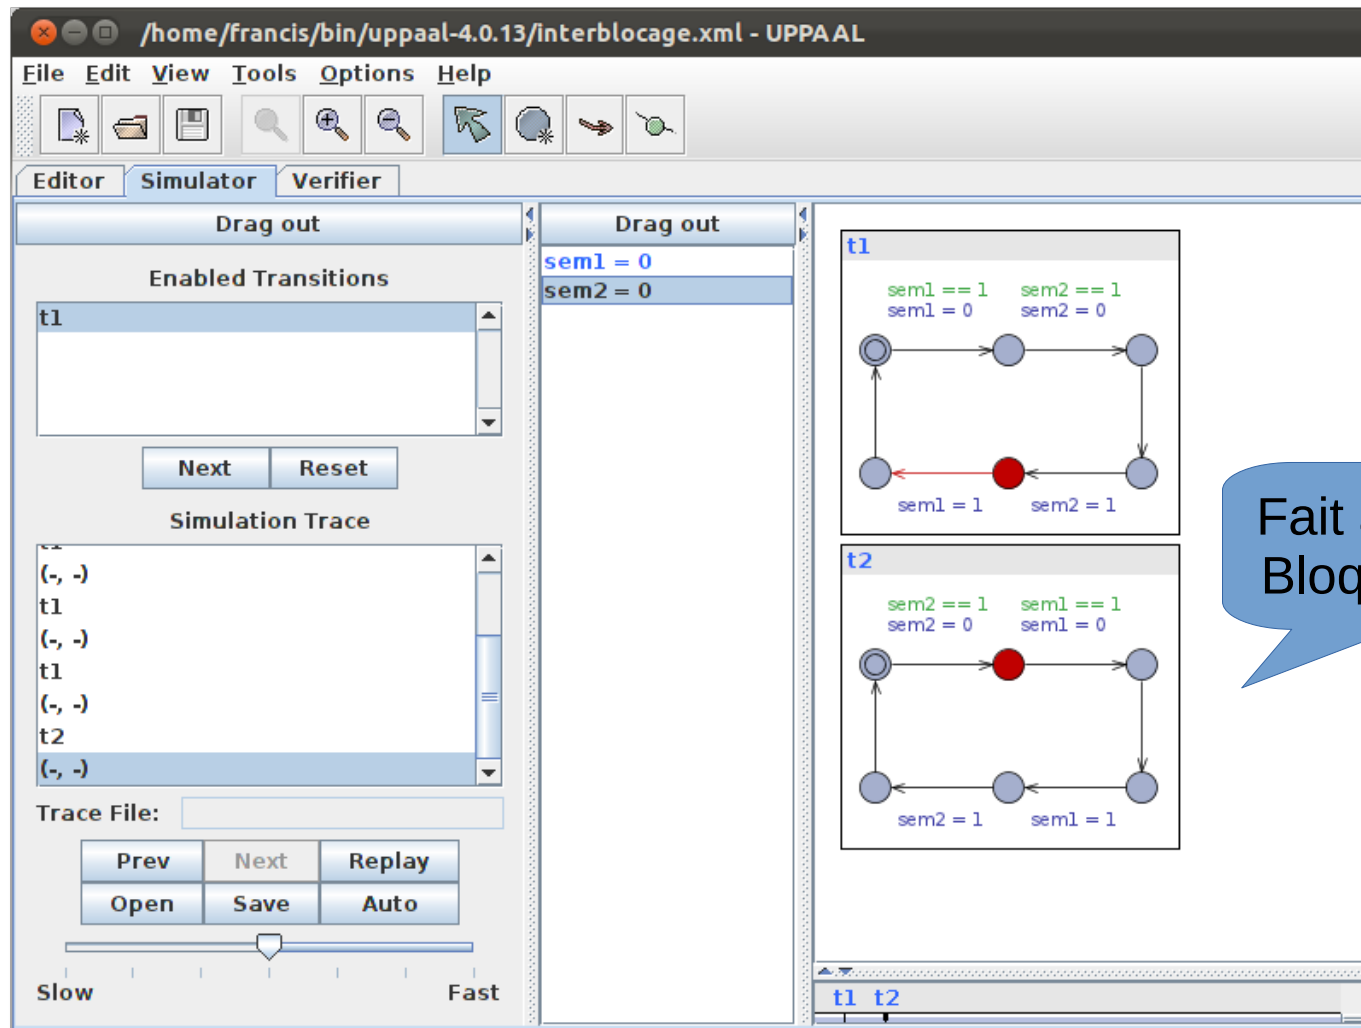 /home/francis/bin/uppaal-4.0.13/interblocage.xml - UPPAAL
File Edit View Tools Options Help
Editor Simulator Verifier
Drag out
Enabled Transitions
t1
Next Reset
Simulation Trace
t1
(-, -)
t1
(-, -)
t1
(-, -)
t2
(-, -)
Trace File:
Prev Next Replay
Open Save Auto
Slow Fast
Drag out
sem1 = 0
sem2 = 0
t1
sem1 == 1 sem2 == 1
sem1 = 0 sem2 = 0
sem1 = 1 sem2 = 1
t2
sem2 == 1 sem1 == 1
sem2 = 0 sem1 = 0
sem2 = 1 sem1 = 1
Fait
Bloq
t1 t2